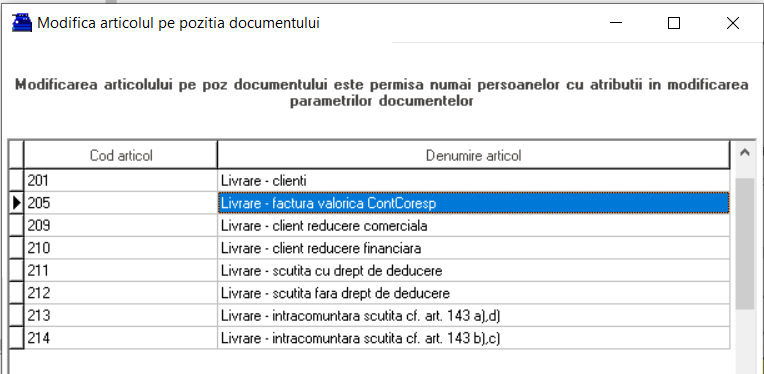 Modifica articolul pe pozitia documentului
Modificarea articolului pe poz documentului este permisa numai persoanelor cu atributii in modificarea
parametrilor documentelor
Cod articol Denumire articol
201 Livrare - clienti
205 Livrare - factura valorica ContCoresp
209 Livrare - client reducere comerciala
210 Livrare - client reducere financiara
211 Livrare - scutita cu drept de deducere
212 Livrare - scutita fara drept de deducere
213 Livrare - intracomuntara scutita cf. art. 143 a),d)
214 Livrare - intracomuntara scutita cf. art. 143 b),c)